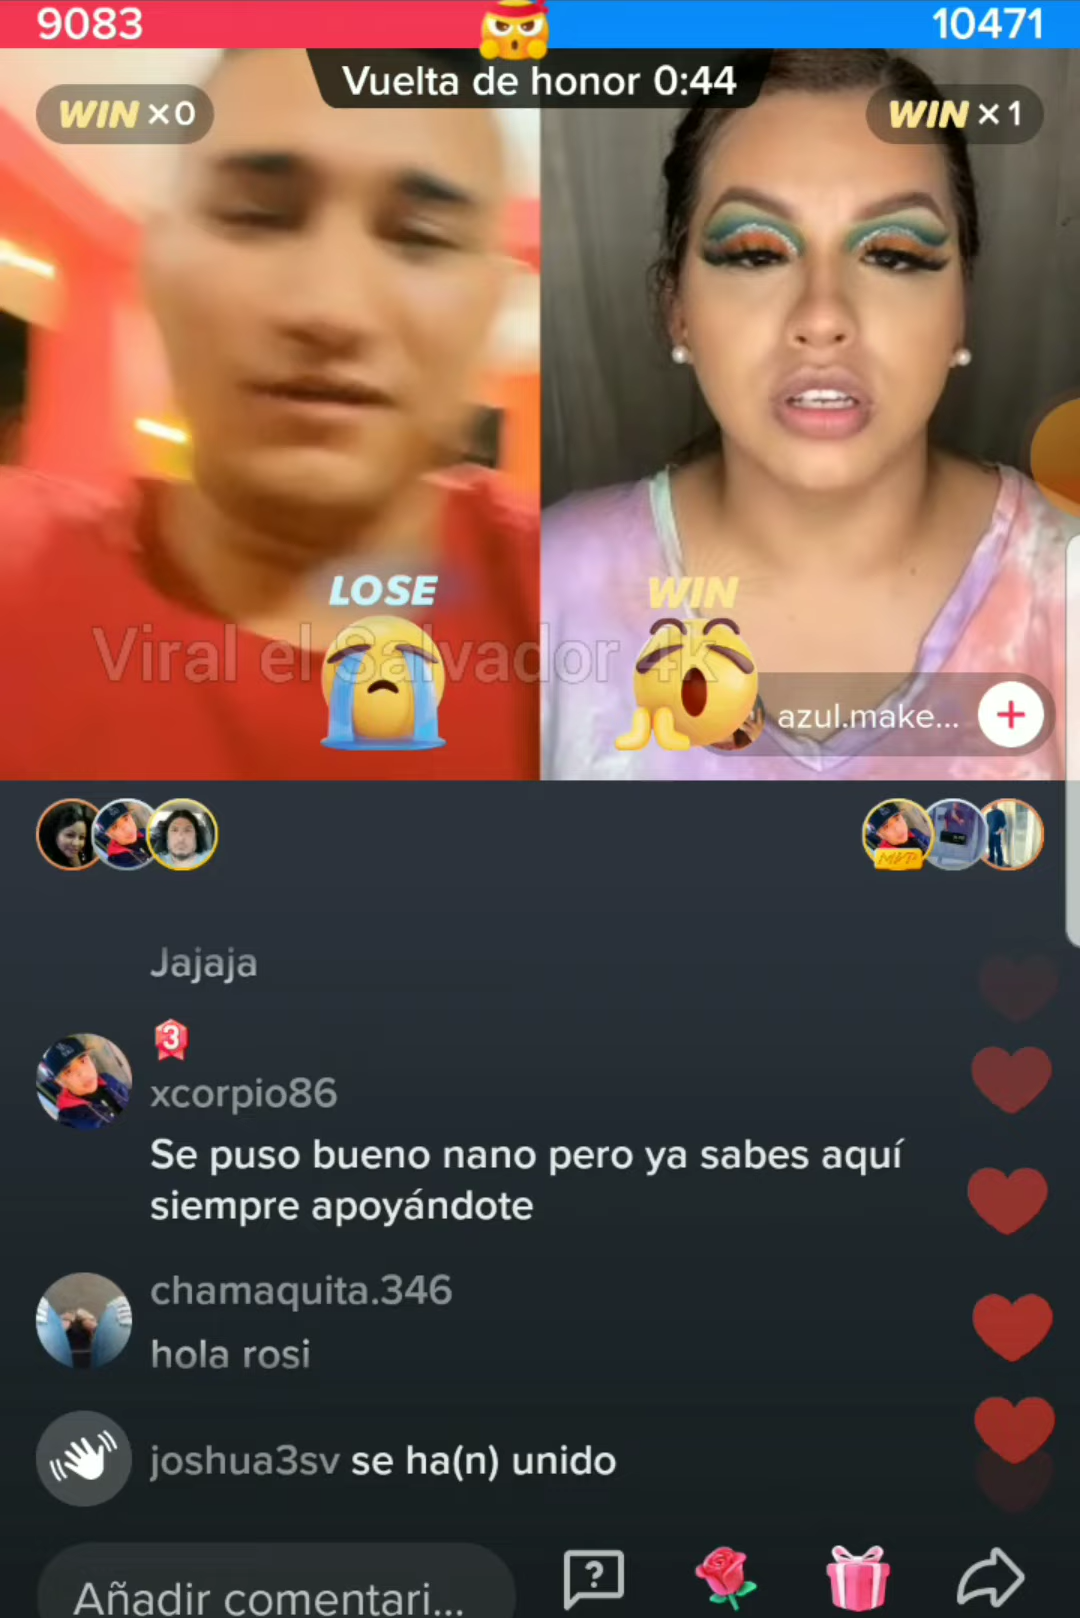 9083
10471
Vuelta de honor 0:44
WIN ×0
WIN ×1
LOSE
WIN
Viral el Salvador 4k
azul.make...
MVP
Jajaja
3
xcorpio86
Se puso bueno nano pero ya sabes aquí
siempre apoyándote
chamaquita.346
hola rosi
joshua3sv se ha(n) unido
Añadir comentari...